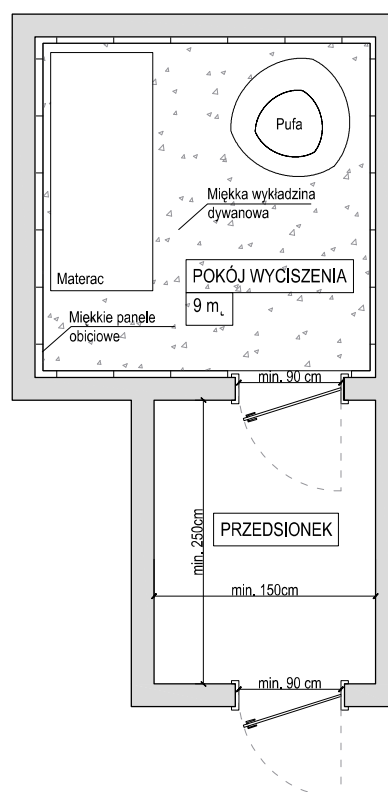 Pufa
Miękka wykładzina
dywanowa
POKÓJ WYCISZENIA
9 m
Materac
Miękkie panele
obiciowe
min. 90 cm
min. 250cm
PRZEDSIONEK
min. 150cm
min. 90 cm